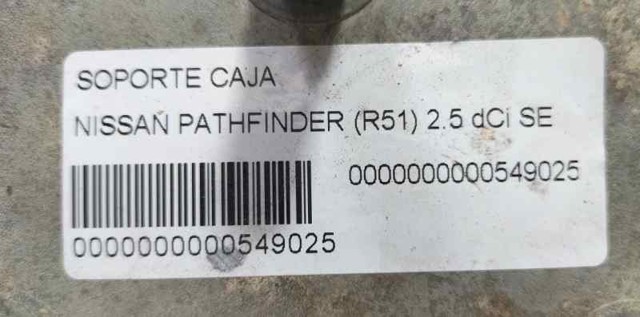 SOPORTE CAJA
NISSAN PATHFINDER (R51) 2.5 dCi SE
0000000000549025
0000000000549025